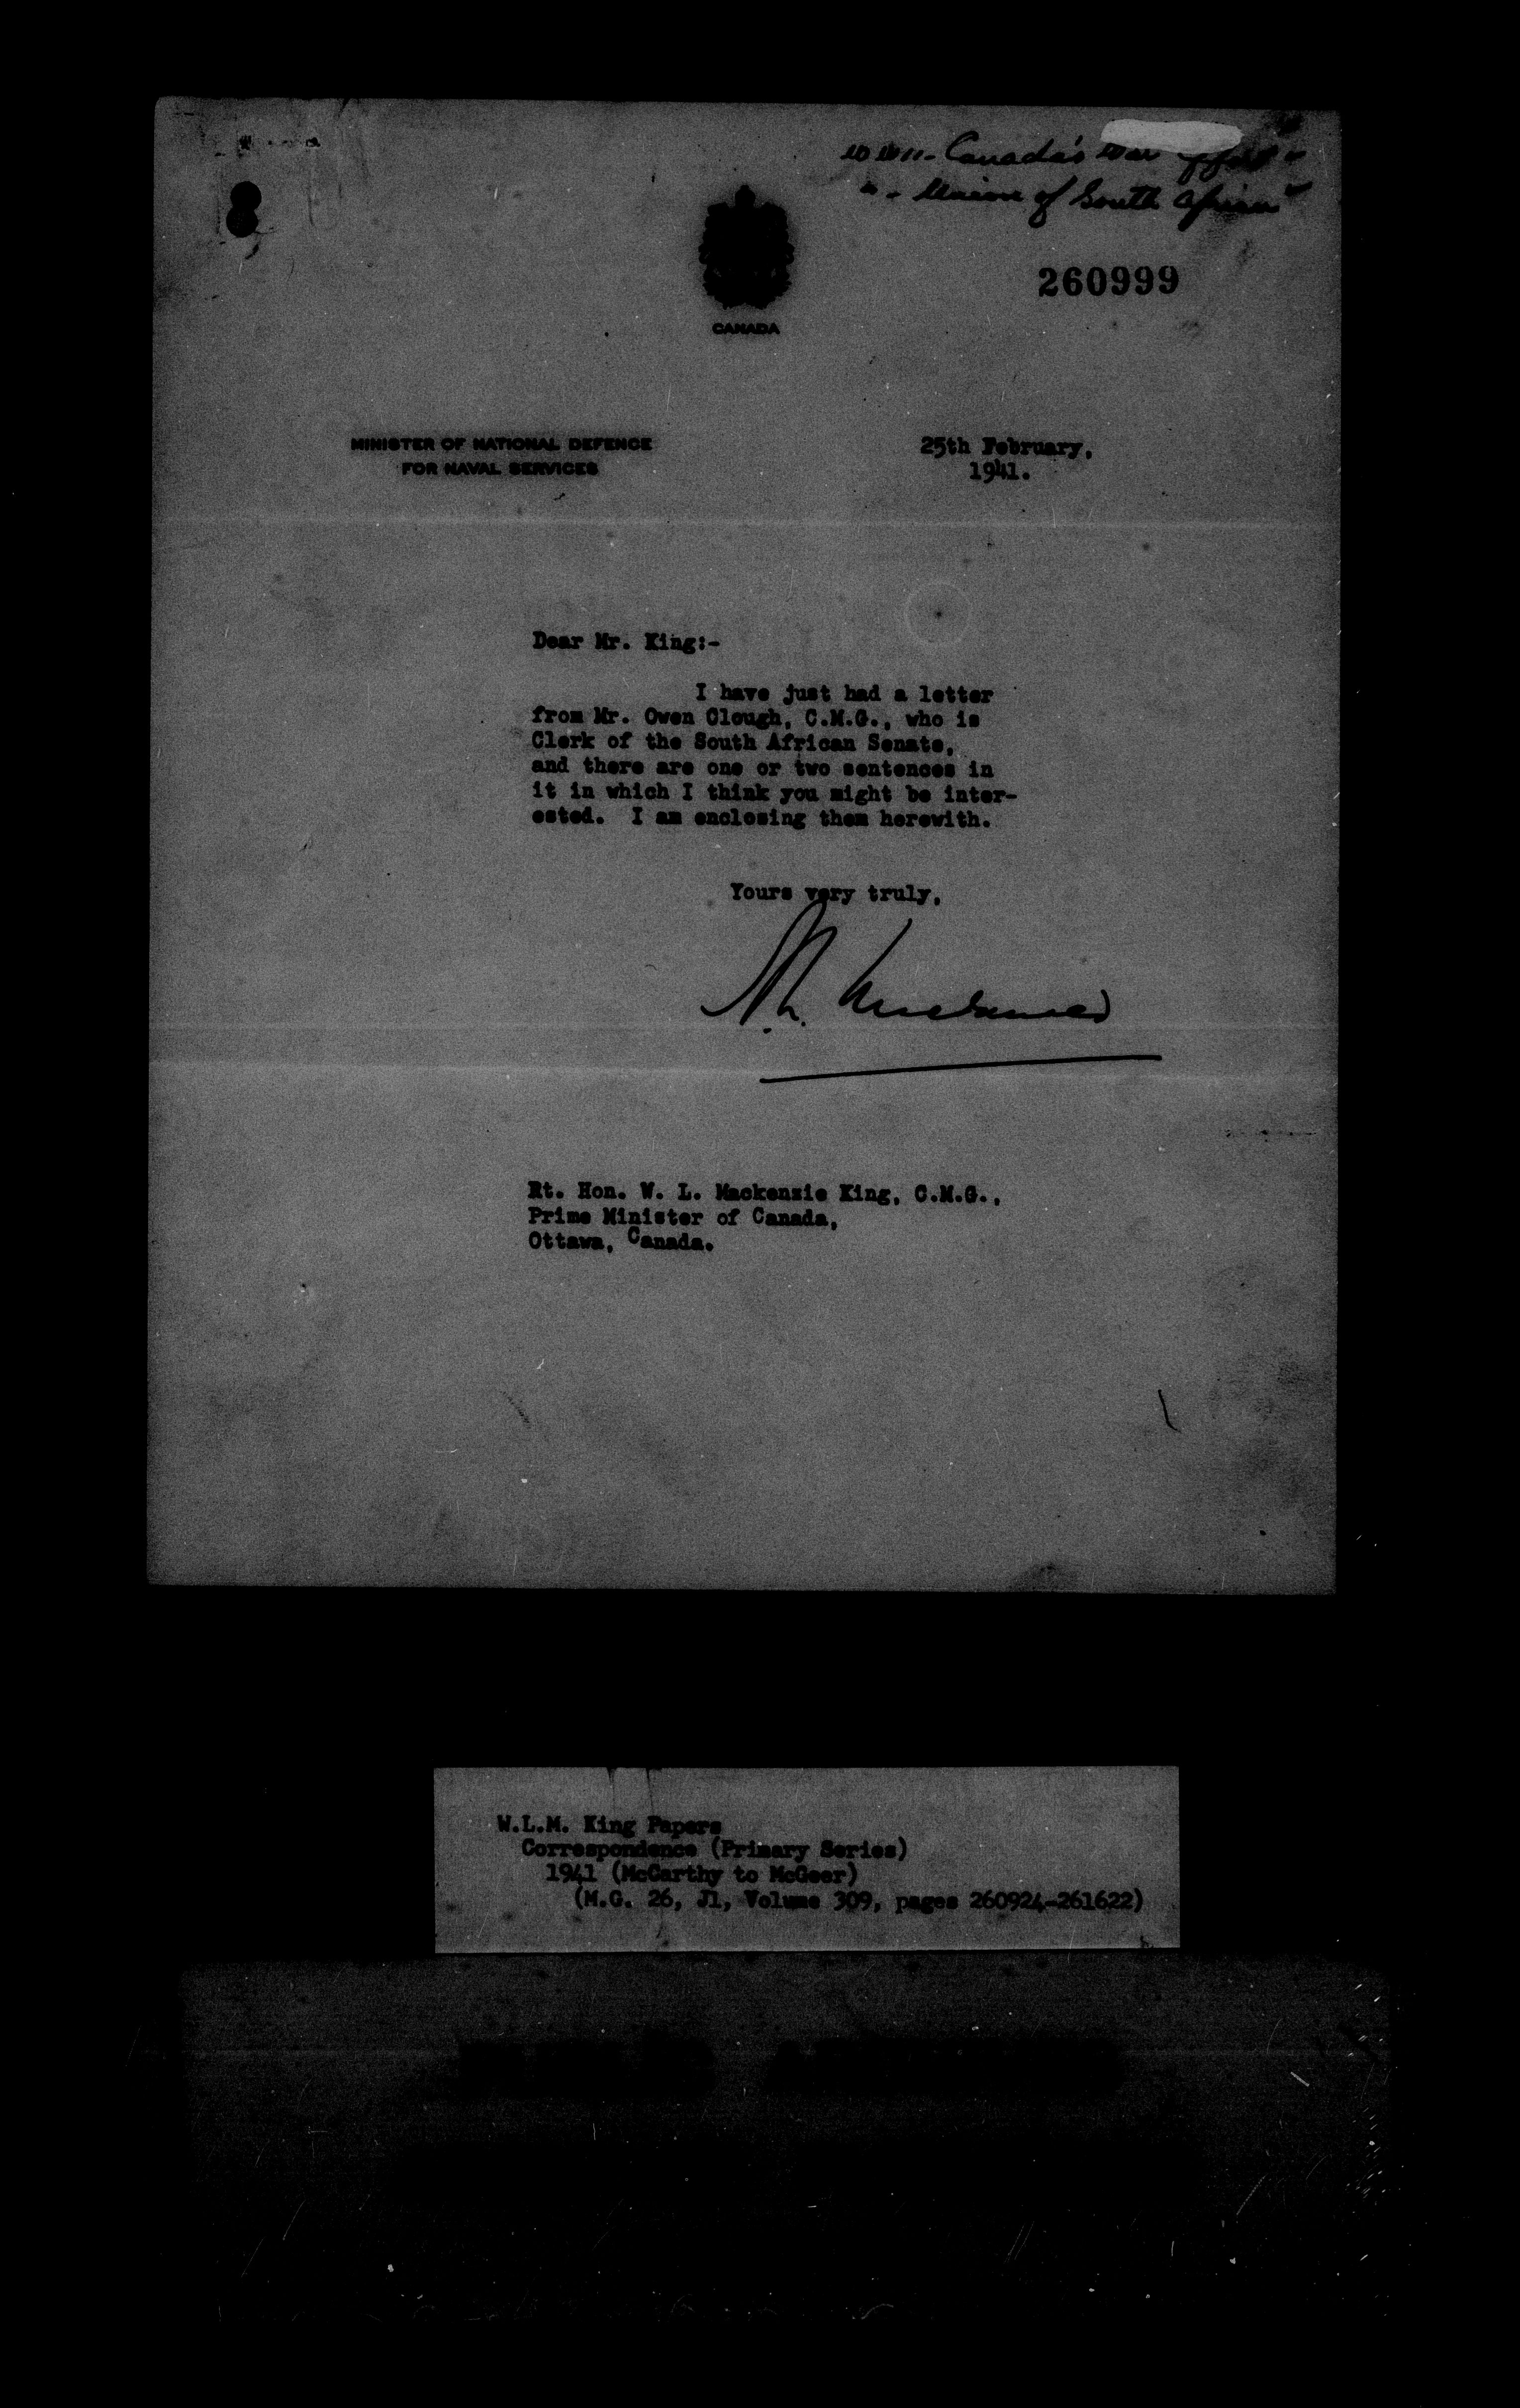 Canada's War Effort
" - Union of South Africa
260999
CANADA
MINISTER OF NATIONAL DEFENCE
FOR NAVAL SERVICES
25th February,
1941.
Dear Mr. King:-
I have just had a letter
from Mr. Owen Clough, C.M.G., who is
Clerk of the South African Senate,
and there are one or two sentences in
it in which I think you might be inter-
ested. I am enclosing them herewith.
Yours very truly,
Rt. Hon. W. L. Mackenzie King, C.M.G.,
Prime Minister of Canada,
Ottawa, Canada.
W.L.M. King Papers
Correspondence (Primary Series)
1941 (McCarthy to McGeer)
(M.G. 26, J1, Volume 309, pages 260924-261622)